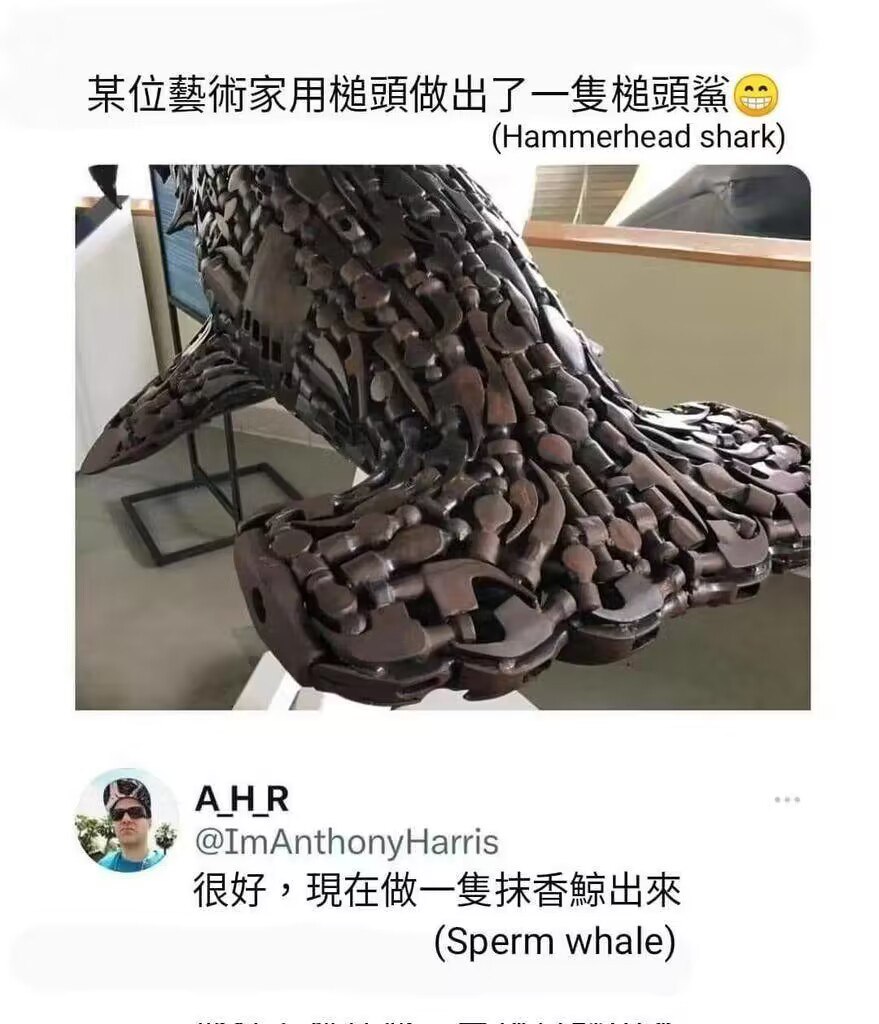 某位藝術家用槌頭做出了一隻槌頭鯊😁
(Hammerhead shark)
A_H_R
@ImAnthonyHarris
很好，現在做一隻抹香鯨出來
(Sperm whale)